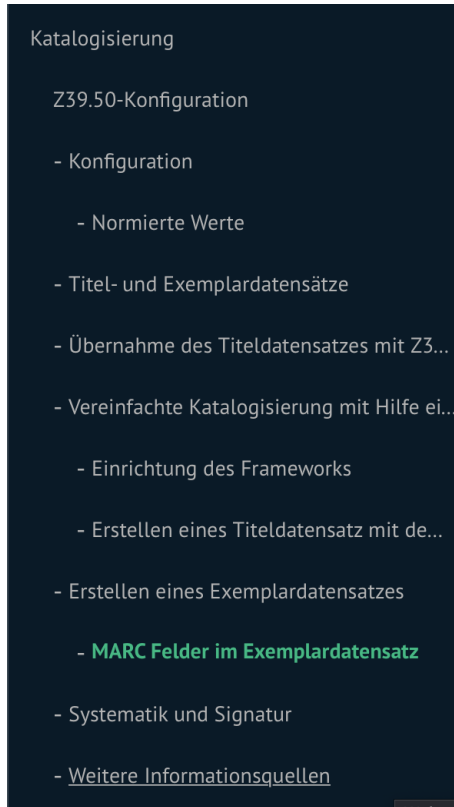 Katalogisierung
Z39.50-Konfiguration
- Konfiguration
- Normierte Werte
- Titel- und Exemplardatensätze
- Übernahme des Titeldatensatzes mit Z3...
- Vereinfachte Katalogisierung mit Hilfe ei...
- Einrichtung des Frameworks
- Erstellen eines Titeldatensatz mit de...
- Erstellen eines Exemplardatensatzes
- MARC Felder im Exemplardatensatz
- Systematik und Signatur
- Weitere Informationsquellen